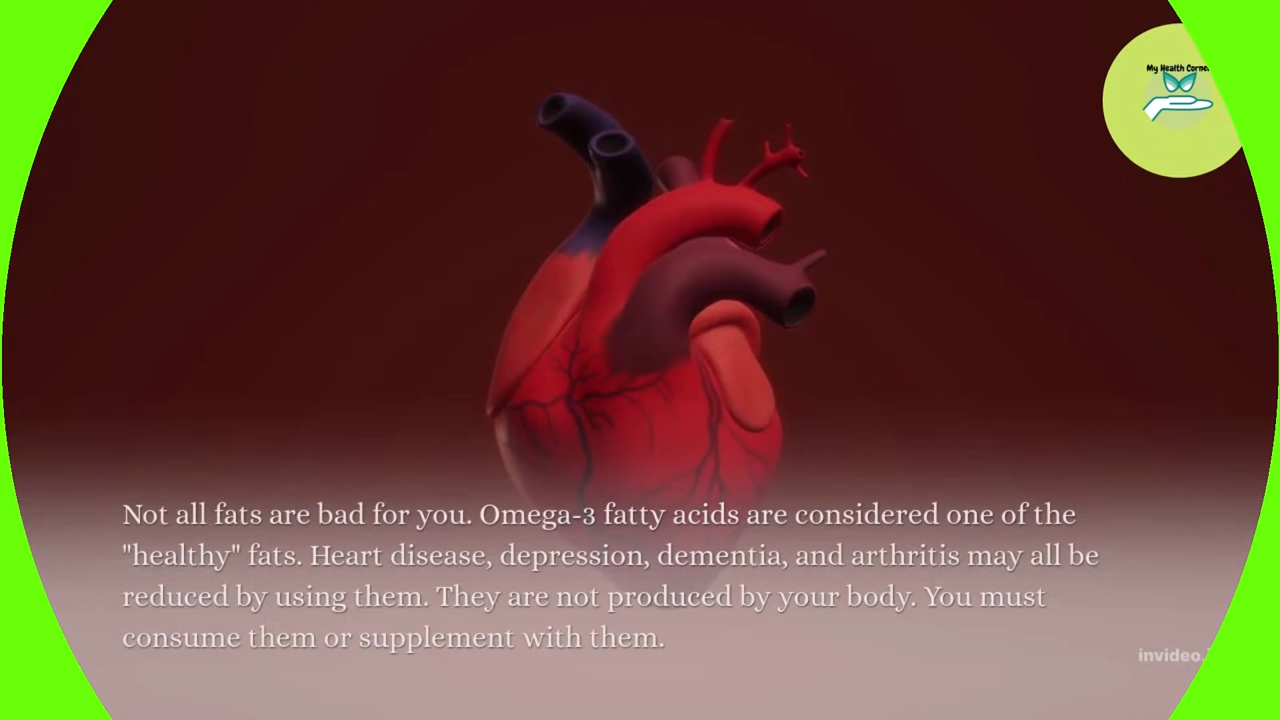 My Health Corner
Not all fats are bad for you. Omega-3 fatty acids are considered one of the
"healthy" fats. Heart disease, depression, dementia, and arthritis may all be
reduced by using them. They are not produced by your body. You must
consume them or supplement with them.
invideo.